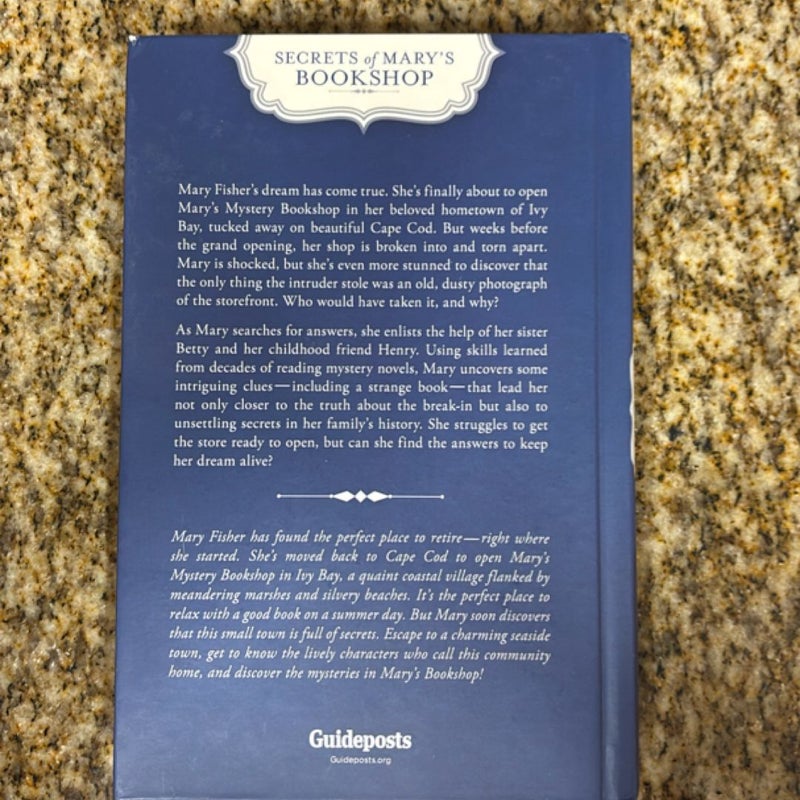 SECRETS of MARY'S
BOOKSHOP
Mary Fisher's dream has come true. She's finally about to open
Mary's Mystery Bookshop in her beloved hometown of Ivy
Bay, tucked away on beautiful Cape Cod. But weeks before
the grand opening, her shop is broken into and torn apart.
Mary is shocked, but she's even more stunned to discover that
the only thing the intruder stole was an old, dusty photograph
of the storefront. Who would have taken it, and why?
As Mary searches for answers, she enlists the help of her sister
Betty and her childhood friend Henry. Using skills learned
from decades of reading mystery novels, Mary uncovers some
intriguing clues—including a strange book—that lead her
not only closer to the truth about the break-in but also to
unsettling secrets in her family's history. She struggles to get
the store ready to open, but can she find the answers to keep
her dream alive?
Mary Fisher has found the perfect place to retire—right where
she started. She's moved back to Cape Cod to open Mary's
Mystery Bookshop in Ivy Bay, a quaint coastal village flanked by
meandering marshes and silvery beaches. It's the perfect place to
relax with a good book on a summer day. But Mary soon discovers
that this small town is full of secrets. Escape to a charming seaside
town, get to know the lively characters who call this community
home, and discover the mysteries in Mary's Bookshop!
Guideposts
Guideposts.org